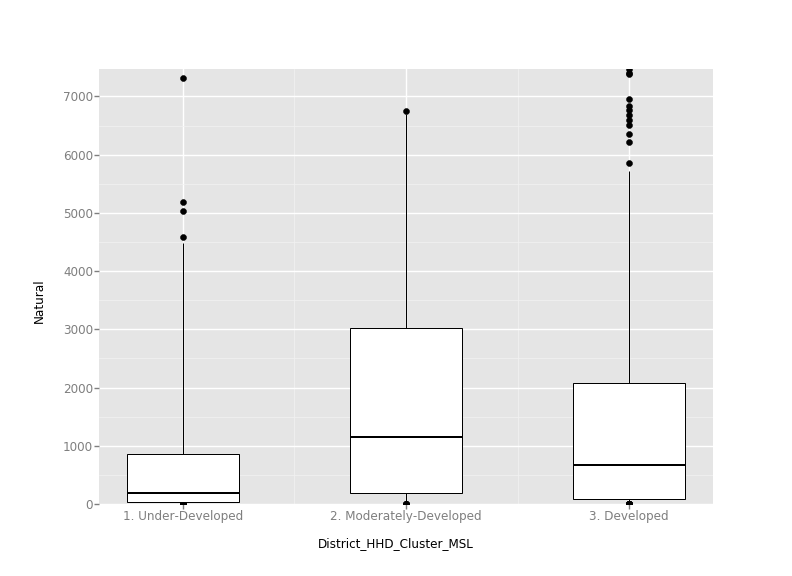 7000
6000
5000
4000
3000
2000
1000
0
Natural
1. Under-Developed
2. Moderately-Developed
3. Developed
District_HHD_Cluster_MSL